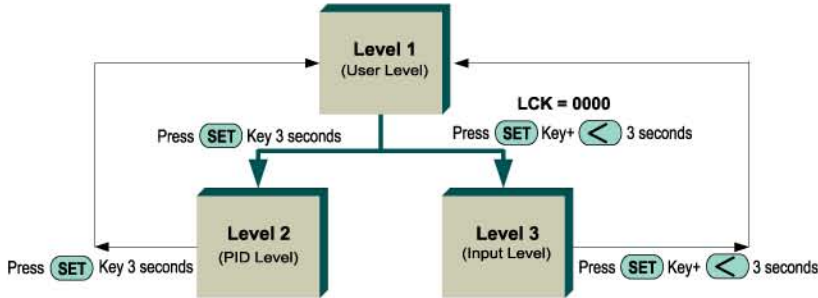 Level 1
(User Level)
LCK = 0000
Press SET Key 3 seconds
Press SET Key+ < 3 seconds
Level 2
(PID Level)
Level 3
(Input Level)
Press SET Key 3 seconds
Press SET Key+ < 3 seconds